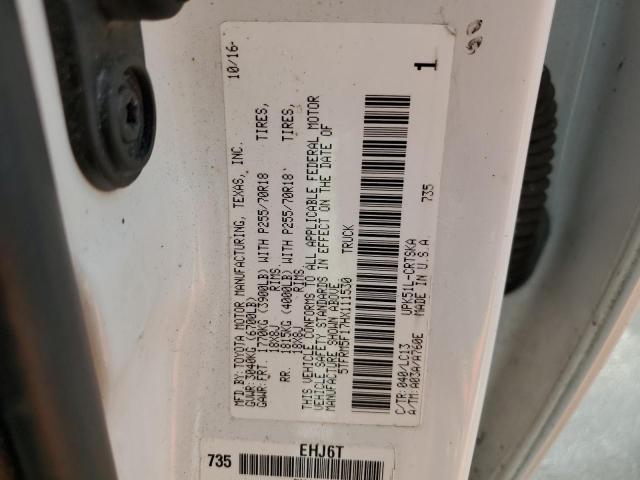 MFD.BY:TOYOTA MOTOR MANUFACTURING, TEXAS, INC. 10/16
GVWR:3040KG (6700LB)
GAWR:FRT. 1770KG (3900LB) WITH P255/70R18 TIRES,
18X8J RIMS
RR. 1815KG (4000LB) WITH P255/70R18 TIRES,
18X8J RIMS
THIS VEHICLE CONFORMS TO ALL APPLICABLE FEDERAL MOTOR
VEHICLE SAFETY STANDARDS IN EFFECT ON THE DATE OF
MANUFACTURE SHOWN ABOVE.
5TFRM5F17HX111530 TRUCK
C/TR:040/LC13 UPK51L-CRTSKA
A/TM:A03A/A760E MADE IN U.S.A. 735
1
735 EHJ6T